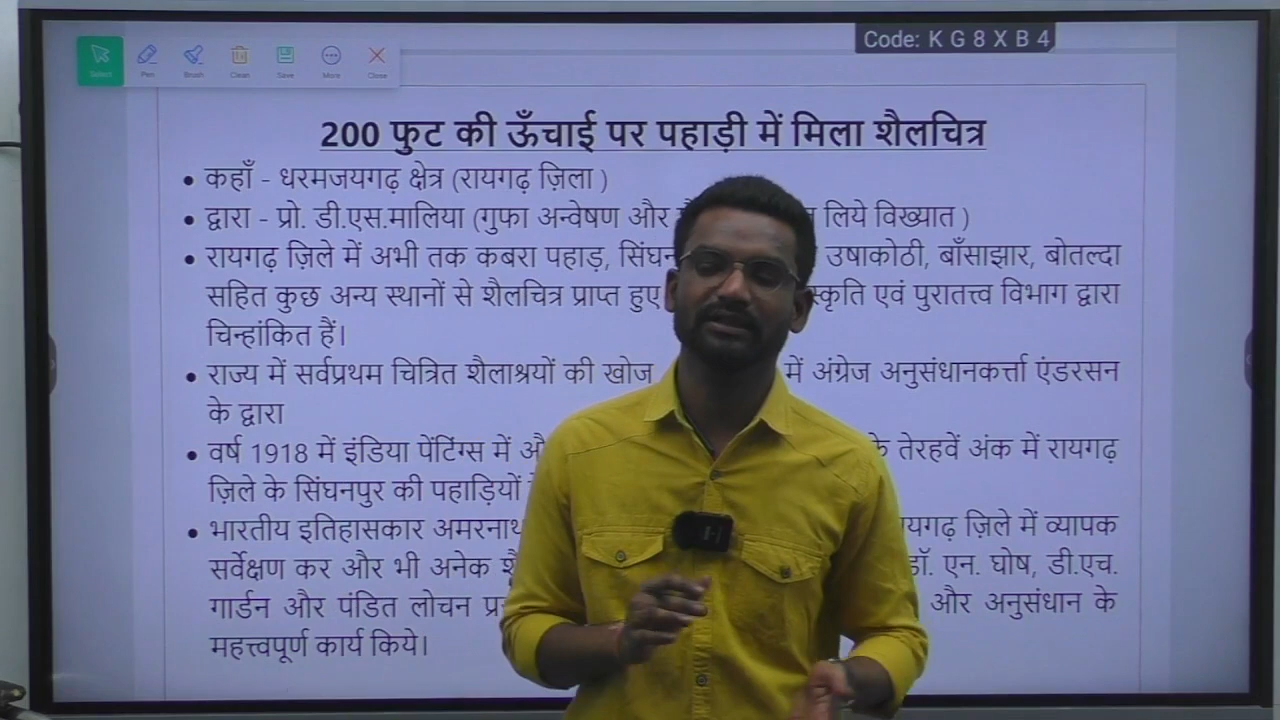 Code: K G 8 X B 4
Select Pen Brush Clean Save More Close
200 फुट की ऊँचाई पर पहाड़ी में मिला शैलचित्र
• कहाँ - धरमजयगढ़ क्षेत्र (रायगढ़ ज़िला )
• द्वारा - प्रो. डी.एस.मालिया (गुफा अन्वेषण और लिये विख्यात )
• रायगढ़ ज़िले में अभी तक कबरा पहाड़, उषाकोठी, बाँसाझार, बोतल्दा
सहित कुछ अन्य स्थानों से शैलचित्र प्राप्त हुए एवं पुरातत्त्व विभाग द्वारा
चिन्हांकित हैं।
• राज्य में सर्वप्रथम चित्रित शैलाश्रयों की खोज में अंग्रेज अनुसंधानकर्त्ता एंडरसन
के द्वारा
• वर्ष 1918 में इंडिया पेंटिंग्स में के तेरहवें अंक में रायगढ़
ज़िले के सिंघनपुर की पहाड़ियों
• भारतीय इतिहासकार ज़िले में व्यापक
सर्वेक्षण कर और भी अनेक डॉ. एन. घोष, डी.एच.
गार्डन और पंडित लोचन और अनुसंधान के
महत्त्वपूर्ण कार्य किये।